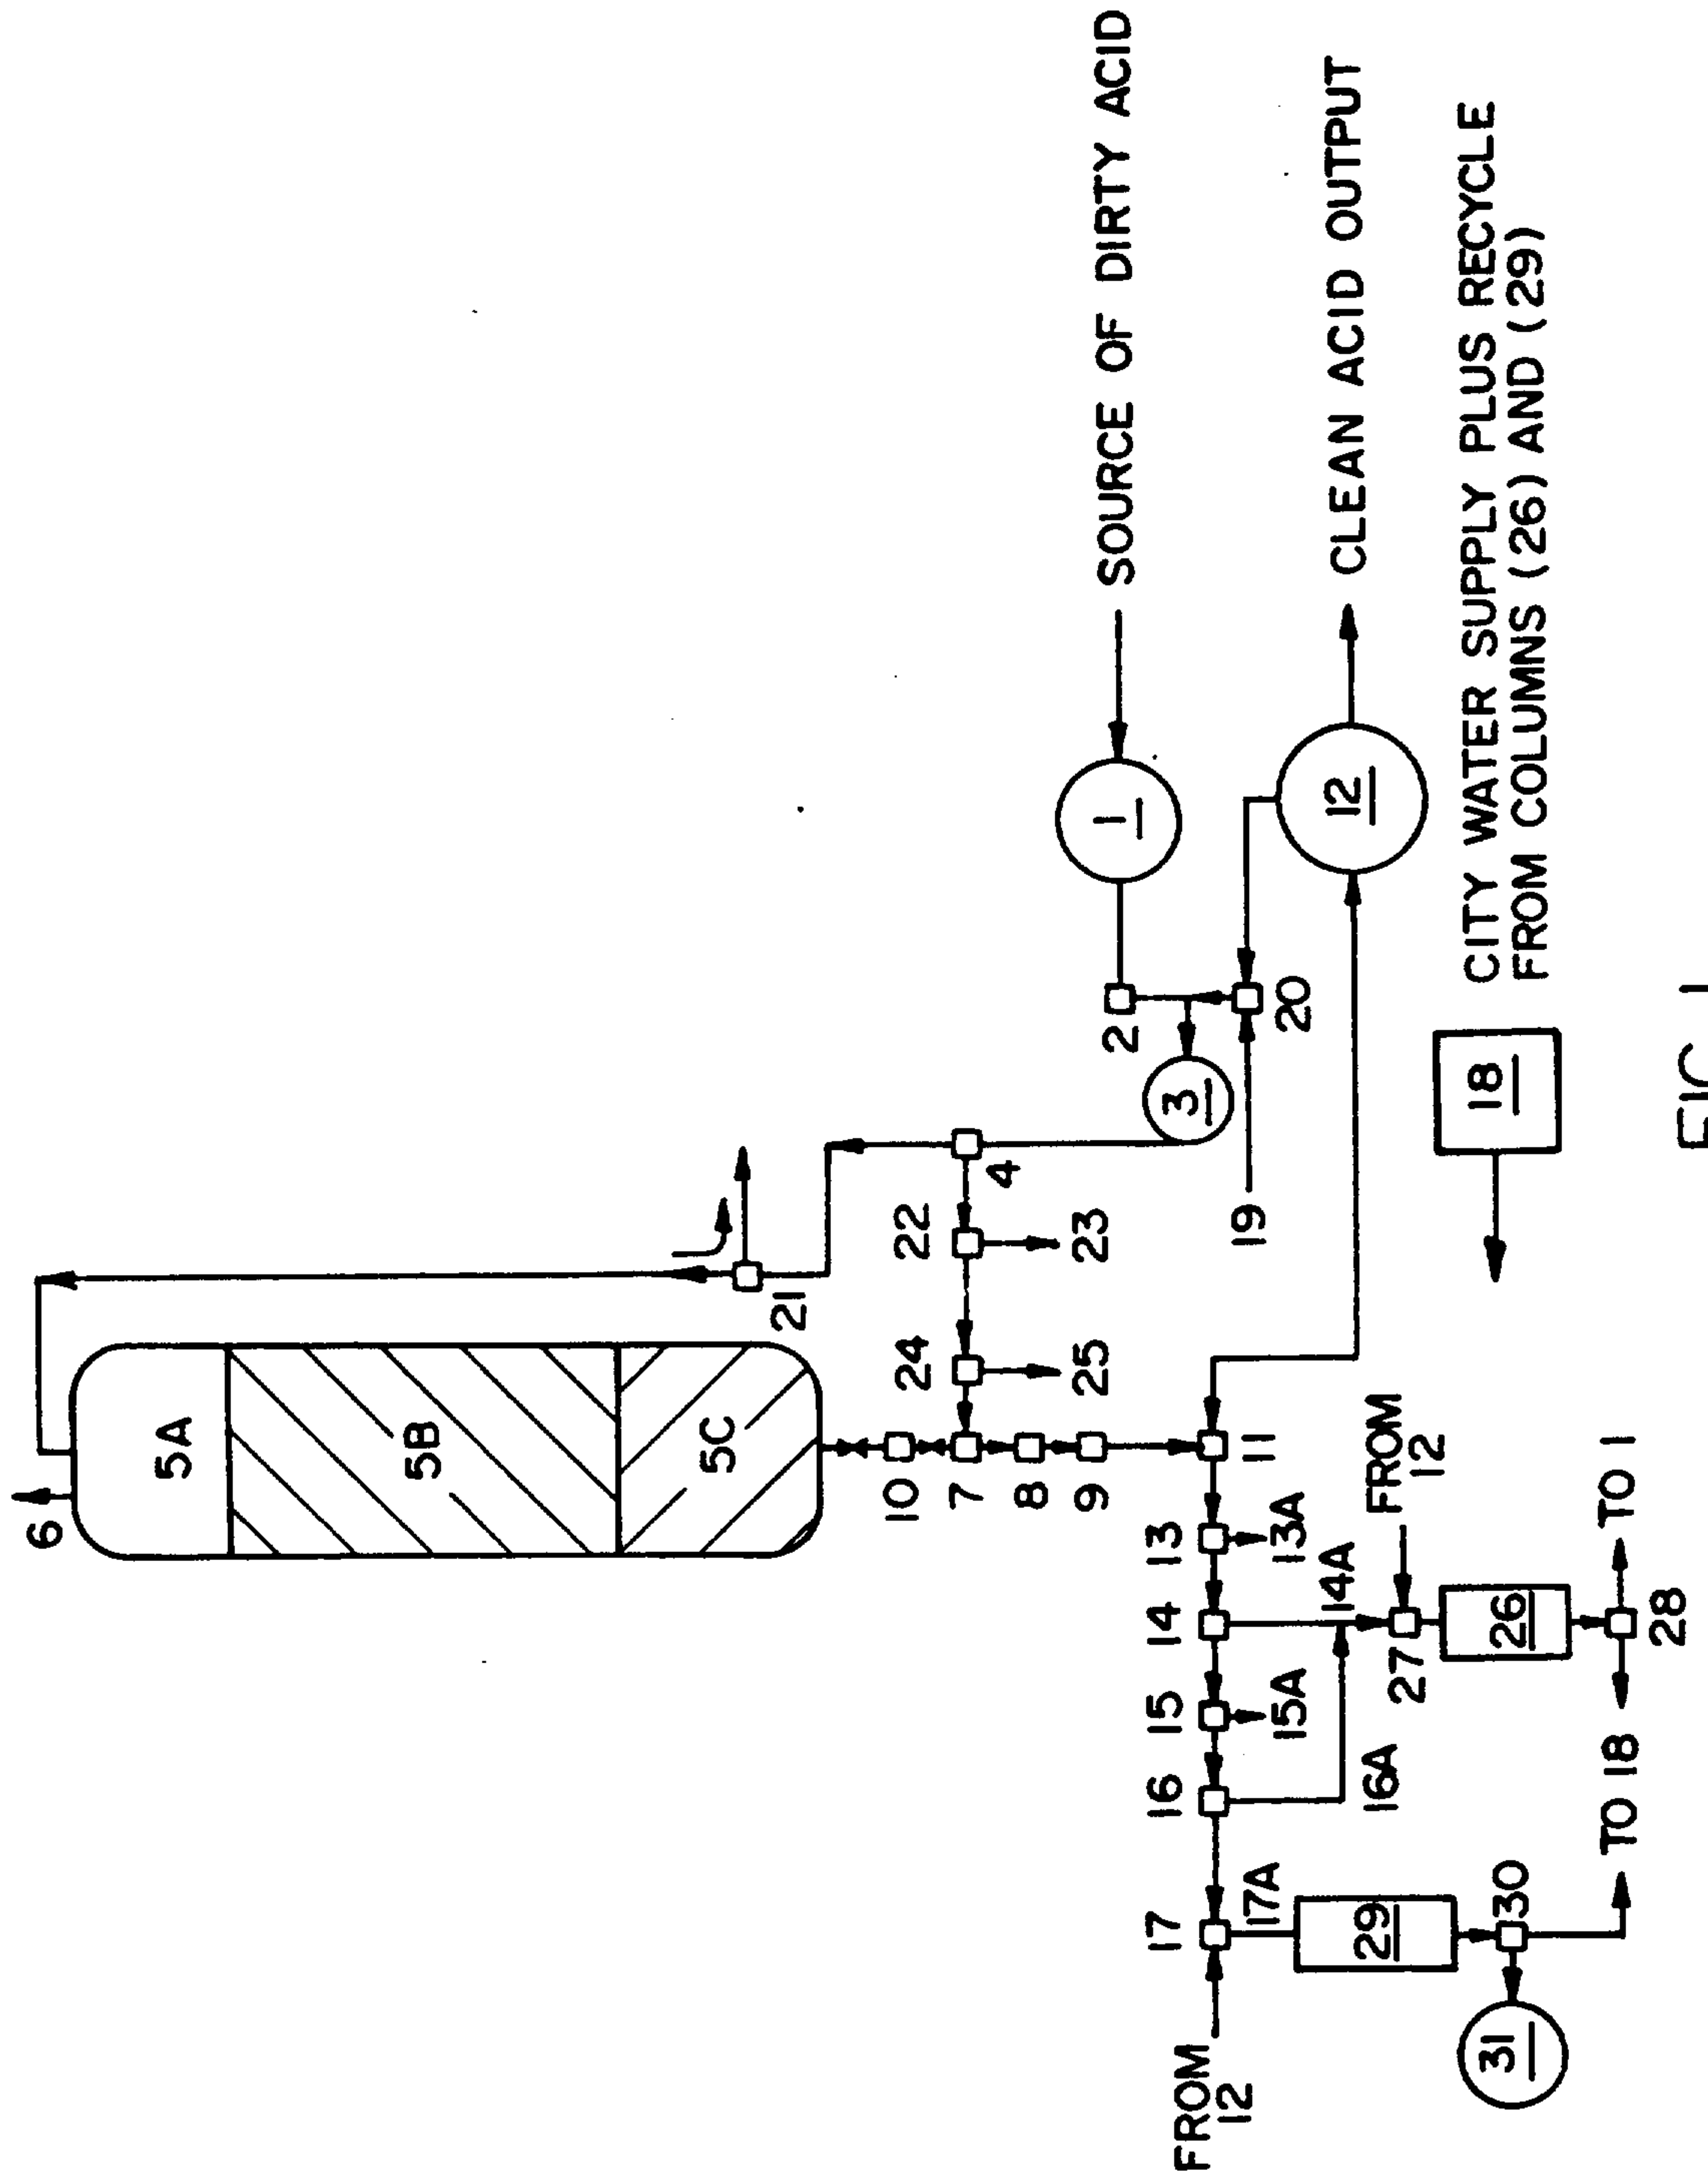 6
5A
5B
5C
21
10
7
8
9
24
25
22
23
4
2
3
1
SOURCE OF DIRTY ACID
19
20
12
CLEAN ACID OUTPUT
18
CITY WATER SUPPLY PLUS RECYCLE
FROM COLUMNS (26) AND (29)
11
13
13A
14
14A
15
15A
16
16A
17
17A
FROM
12
FROM
12
27
26
28
TO 1
TO 18
29
30
31